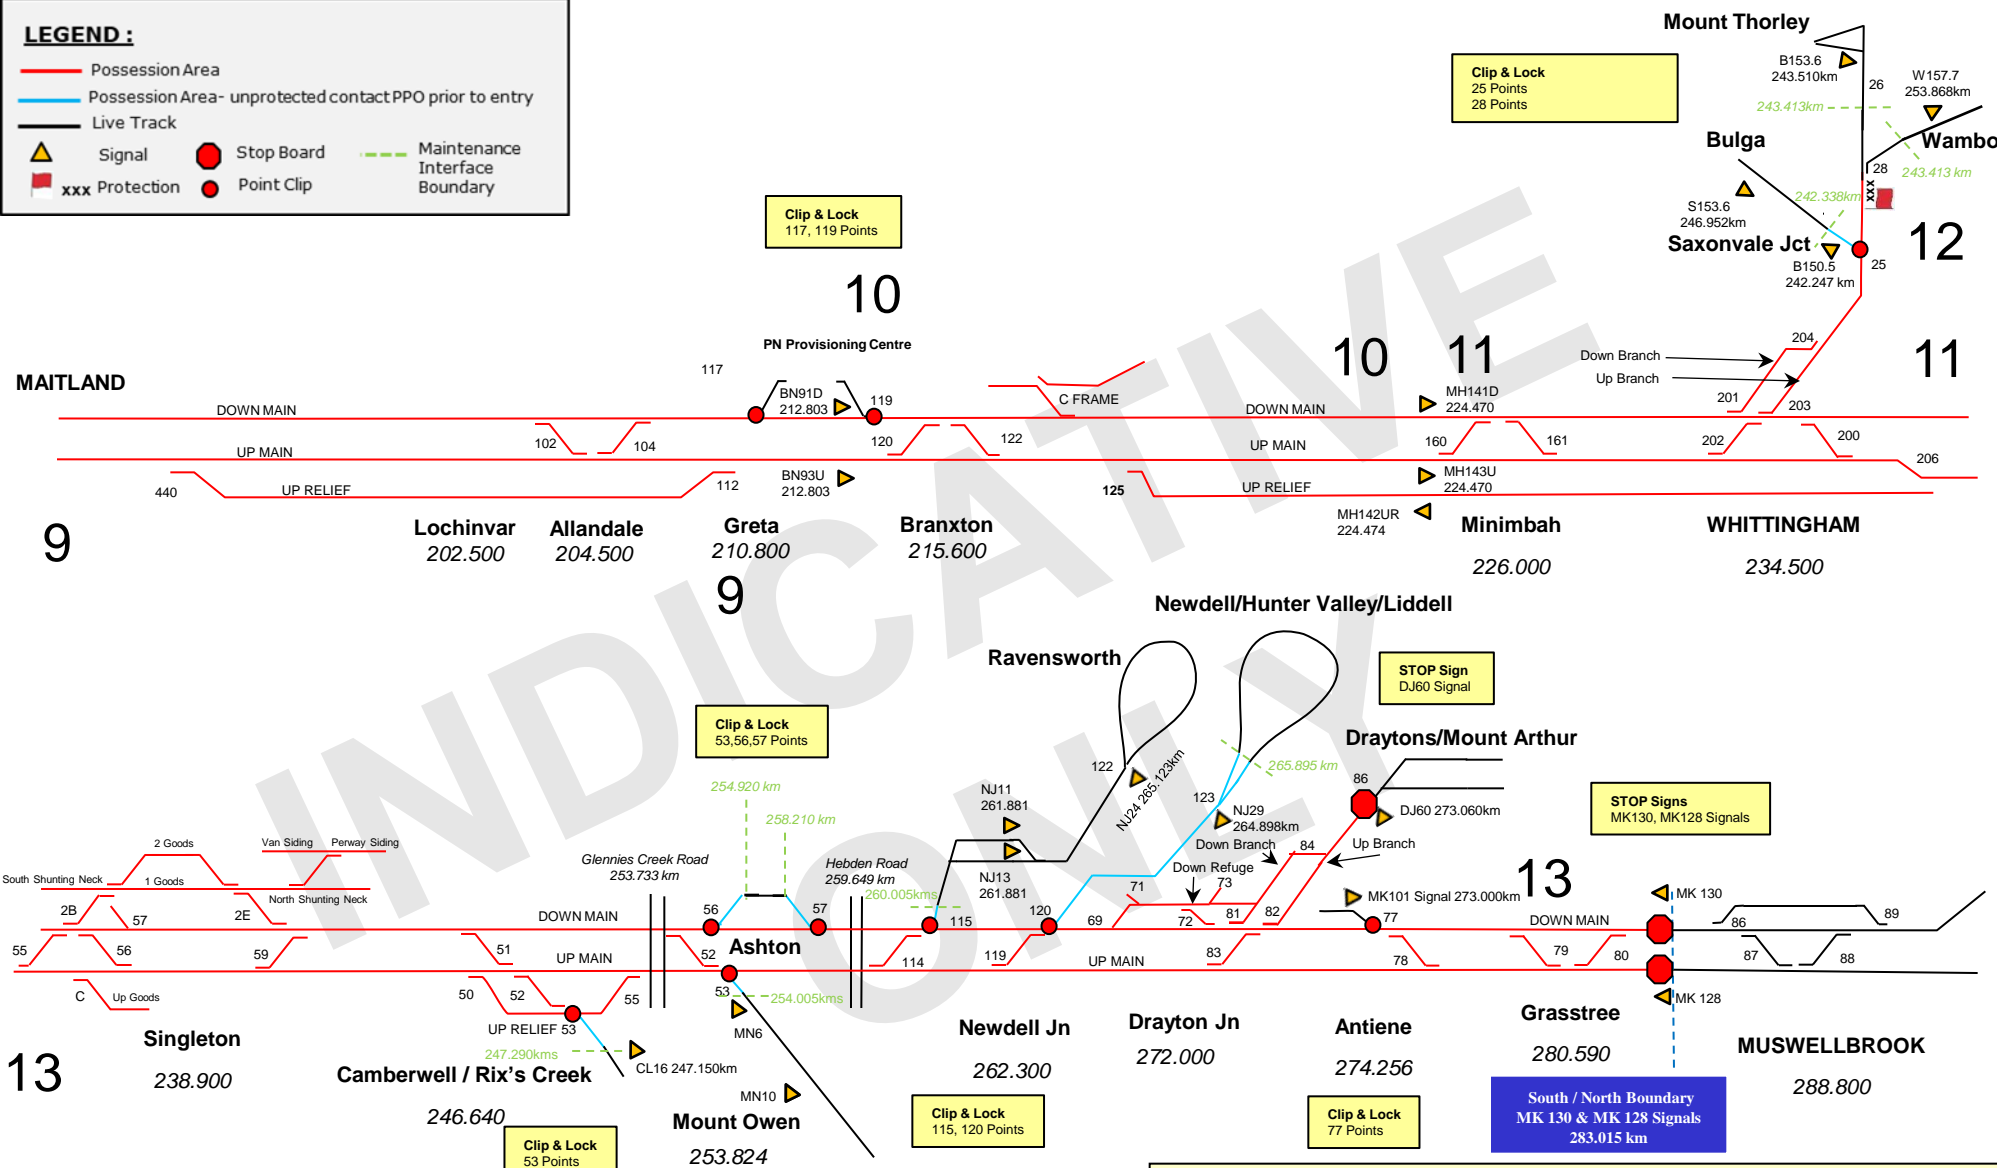 LEGEND :
Possession Area
Possession Area- unprotected contact PPO prior to entry
Live Track
Signal
Stop Board
Maintenance
Interface
Boundary
xxx Protection
Point Clip
INDICATIVE
ONLY
Clip & Lock
117, 119 Points
10
PN Provisioning Centre
117
BN91D
212.803
119
MAITLAND
DOWN MAIN
102
104
UP MAIN
440
UP RELIEF
112
BN93U
212.803
120
122
C FRAME
125
DOWN MAIN
UP MAIN
UP RELIEF
10
11
MH141D
224.470
160
161
MH143U
224.470
MH142UR
224.474
Clip & Lock
25 Points
28 Points
Mount Thorley
B153.6
243.510km
26
W157.7
253.868km
243.413km
Bulga
Wambo
28
243.413 km
xxx
242.338km
S153.6
246.952km
Saxonvale Jct
12
25
B150.5
242.247 km
204
Down Branch
Up Branch
11
201
203
202
200
206
9
Lochinvar
202.500
Allandale
204.500
Greta
210.800
9
Branxton
215.600
Minimbah
226.000
WHITTINGHAM
234.500
Newdell/Hunter Valley/Liddell
Ravensworth
STOP Sign
DJ60 Signal
Draytons/Mount Arthur
Clip & Lock
53,56,57 Points
254.920 km
258.210 km
122
NJ24 265.123km
265.895 km
123
NJ29
264.898km
86
DJ60 273.060km
STOP Signs
MK130, MK128 Signals
NJ11
261.881
NJ13
261.881
Down Branch
84
Up Branch
Down Refuge
71
73
MK101 Signal 273.000km
13
MK 130
2 Goods
Van Siding
Perway Siding
South Shunting Neck
1 Goods
North Shunting Neck
2B
57
2E
Glennies Creek Road
253.733 km
Hebden Road
259.649 km
260.005kms
DOWN MAIN
56
57
115
120
69
72
81
82
77
DOWN MAIN
86
89
55
56
59
51
52
Ashton
114
119
UP MAIN
UP MAIN
83
78
79
80
87
88
C
Up Goods
50
52
55
UP RELIEF
53
53
254.005kms
MN6
MK 128
Singleton
238.900
13
247.290kms
CL16 247.150km
Camberwell / Rix's Creek
246.640
Clip & Lock
53 Points
MN10
Mount Owen
253.824
Newdell Jn
262.300
Clip & Lock
115, 120 Points
Drayton Jn
272.000
Antiene
274.256
Clip & Lock
77 Points
Grasstree
280.590
South / North Boundary
MK 130 & MK 128 Signals
283.015 km
MUSWELLBROOK
288.800